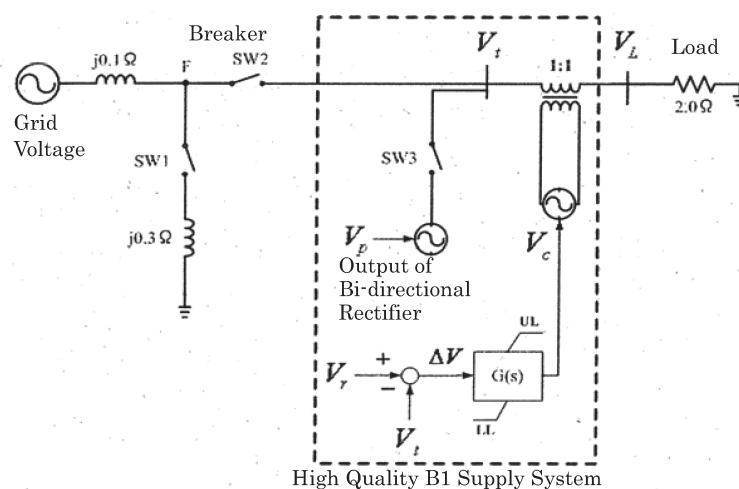 Breaker
j0.1 Ω
F
SW2
V_t
1:1
V_L
Load
2.0 Ω
Grid
Voltage
SW1
SW3
j0.3 Ω
V_p
V_c
Output of
Bi-directional
Rectifier
UL
ΔV
V_r
+
−
G(s)
LL
V_t
High Quality B1 Supply System